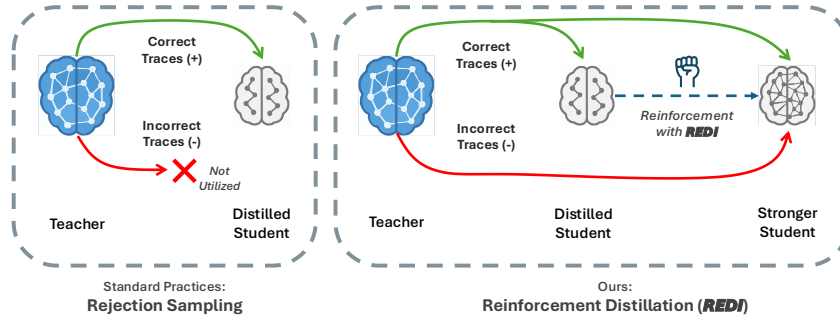 Correct
Traces (+)
Incorrect
Traces (-)
Not
Utilized
Teacher
Distilled
Student
Standard Practices:
Rejection Sampling
Correct
Traces (+)
Incorrect
Traces (-)
Reinforcement
with REDI
Teacher
Distilled
Student
Stronger
Student
Ours:
Reinforcement Distillation (REDI)